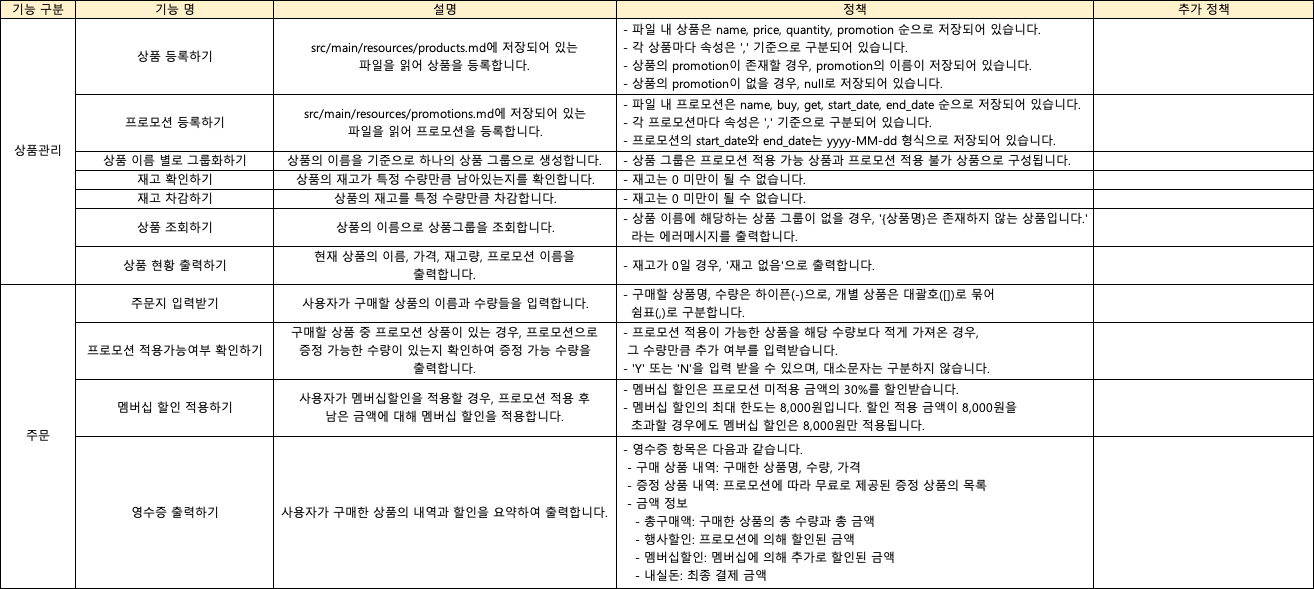 기능 구분
기능 명
설명
정책
추가 정책
상품관리
상품 등록하기
src/main/resources/products.md에 저장되어 있는
파일을 읽어 상품을 등록합니다.
- 파일 내 상품은 name, price, quantity, promotion 순으로 저장되어 있습니다.
- 각 상품마다 속성은 ',' 기준으로 구분되어 있습니다.
- 상품의 promotion이 존재할 경우, promotion의 이름이 저장되어 있습니다.
- 상품의 promotion이 없을 경우, null로 저장되어 있습니다.
프로모션 등록하기
src/main/resources/promotions.md에 저장되어 있는
파일을 읽어 프로모션을 등록합니다.
- 파일 내 프로모션은 name, buy, get, start_date, end_date 순으로 저장되어 있습니다.
- 각 프로모션마다 속성은 ',' 기준으로 구분되어 있습니다.
- 프로모션의 start_date와 end_date는 yyyy-MM-dd 형식으로 저장되어 있습니다.
상품 이름 별로 그룹화하기
상품의 이름을 기준으로 하나의 상품 그룹으로 생성합니다.
- 상품 그룹은 프로모션 적용 가능 상품과 프로모션 적용 불가 상품으로 구성됩니다.
재고 확인하기
상품의 재고가 특정 수량만큼 남아있는지를 확인합니다.
- 재고는 0 미만이 될 수 없습니다.
재고 차감하기
상품의 재고를 특정 수량만큼 차감합니다.
- 재고는 0 미만이 될 수 없습니다.
상품 조회하기
상품의 이름으로 상품그룹을 조회합니다.
- 상품 이름에 해당하는 상품 그룹이 없을 경우, '{상품명}은 존재하지 않는 상품입니다.'
라는 에러메시지를 출력합니다.
상품 현황 출력하기
현재 상품의 이름, 가격, 재고량, 프로모션 이름을
출력합니다.
- 재고가 0일 경우, '재고 없음'으로 출력합니다.
주문
주문지 입력받기
사용자가 구매할 상품의 이름과 수량들을 입력합니다.
- 구매할 상품명, 수량은 하이픈(-)으로, 개별 상품은 대괄호([])로 묶어
쉼표(,)로 구분합니다.
프로모션 적용가능여부 확인하기
구매할 상품 중 프로모션 상품이 있는 경우, 프로모션으로
증정 가능한 수량이 있는지 확인하여 증정 가능 수량을
출력합니다.
- 프로모션 적용이 가능한 상품을 해당 수량보다 적게 가져온 경우,
그 수량만큼 추가 여부를 입력받습니다.
- 'Y' 또는 'N'을 입력 받을 수 있으며, 대소문자는 구분하지 않습니다.
멤버십 할인 적용하기
사용자가 멤버십할인을 적용할 경우, 프로모션 적용 후
남은 금액에 대해 멤버십 할인을 적용합니다.
- 멤버십 할인은 프로모션 미적용 금액의 30%를 할인받습니다.
- 멤버십 할인의 최대 한도는 8,000원입니다. 할인 적용 금액이 8,000원을
초과할 경우에도 멤버십 할인은 8,000원만 적용됩니다.
영수증 출력하기
사용자가 구매한 상품의 내역과 할인을 요약하여 출력합니다.
- 영수증 항목은 다음과 같습니다.
- 구매 상품 내역: 구매한 상품명, 수량, 가격
- 증정 상품 내역: 프로모션에 따라 무료로 제공된 증정 상품의 목록
- 금액 정보
- 총구매액: 구매한 상품의 총 수량과 총 금액
- 행사할인: 프로모션에 의해 할인된 금액
- 멤버십할인: 멤버십에 의해 추가로 할인된 금액
- 내실돈: 최종 결제 금액